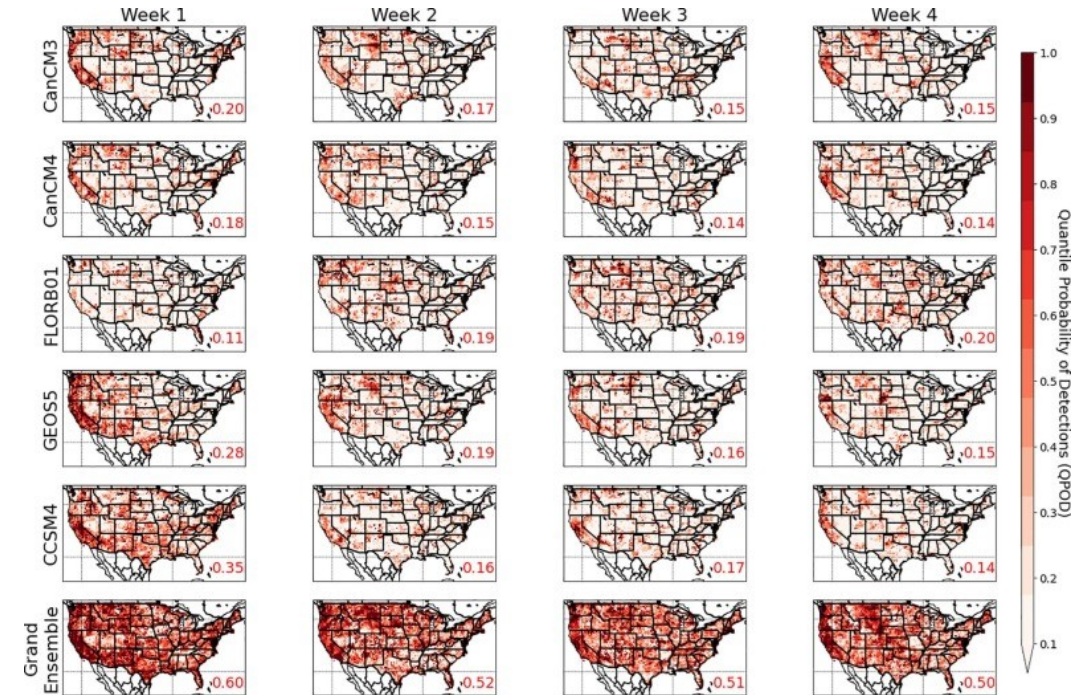 Week 1 Week 2 Week 3 Week 4
CanCM3 0.20 0.17 0.15 0.15
CanCM4 0.18 0.15 0.14 0.14
FLORB01 0.11 0.19 0.19 0.20
GEOS5 0.28 0.19 0.16 0.15
CCSM4 0.35 0.16 0.17 0.14
Grand
Ensemble 0.60 0.52 0.51 0.50
1.0
0.9
0.8
0.7
0.6
0.5
0.4
0.3
0.2
0.1
Quantile Probability of Detections (QPOD)